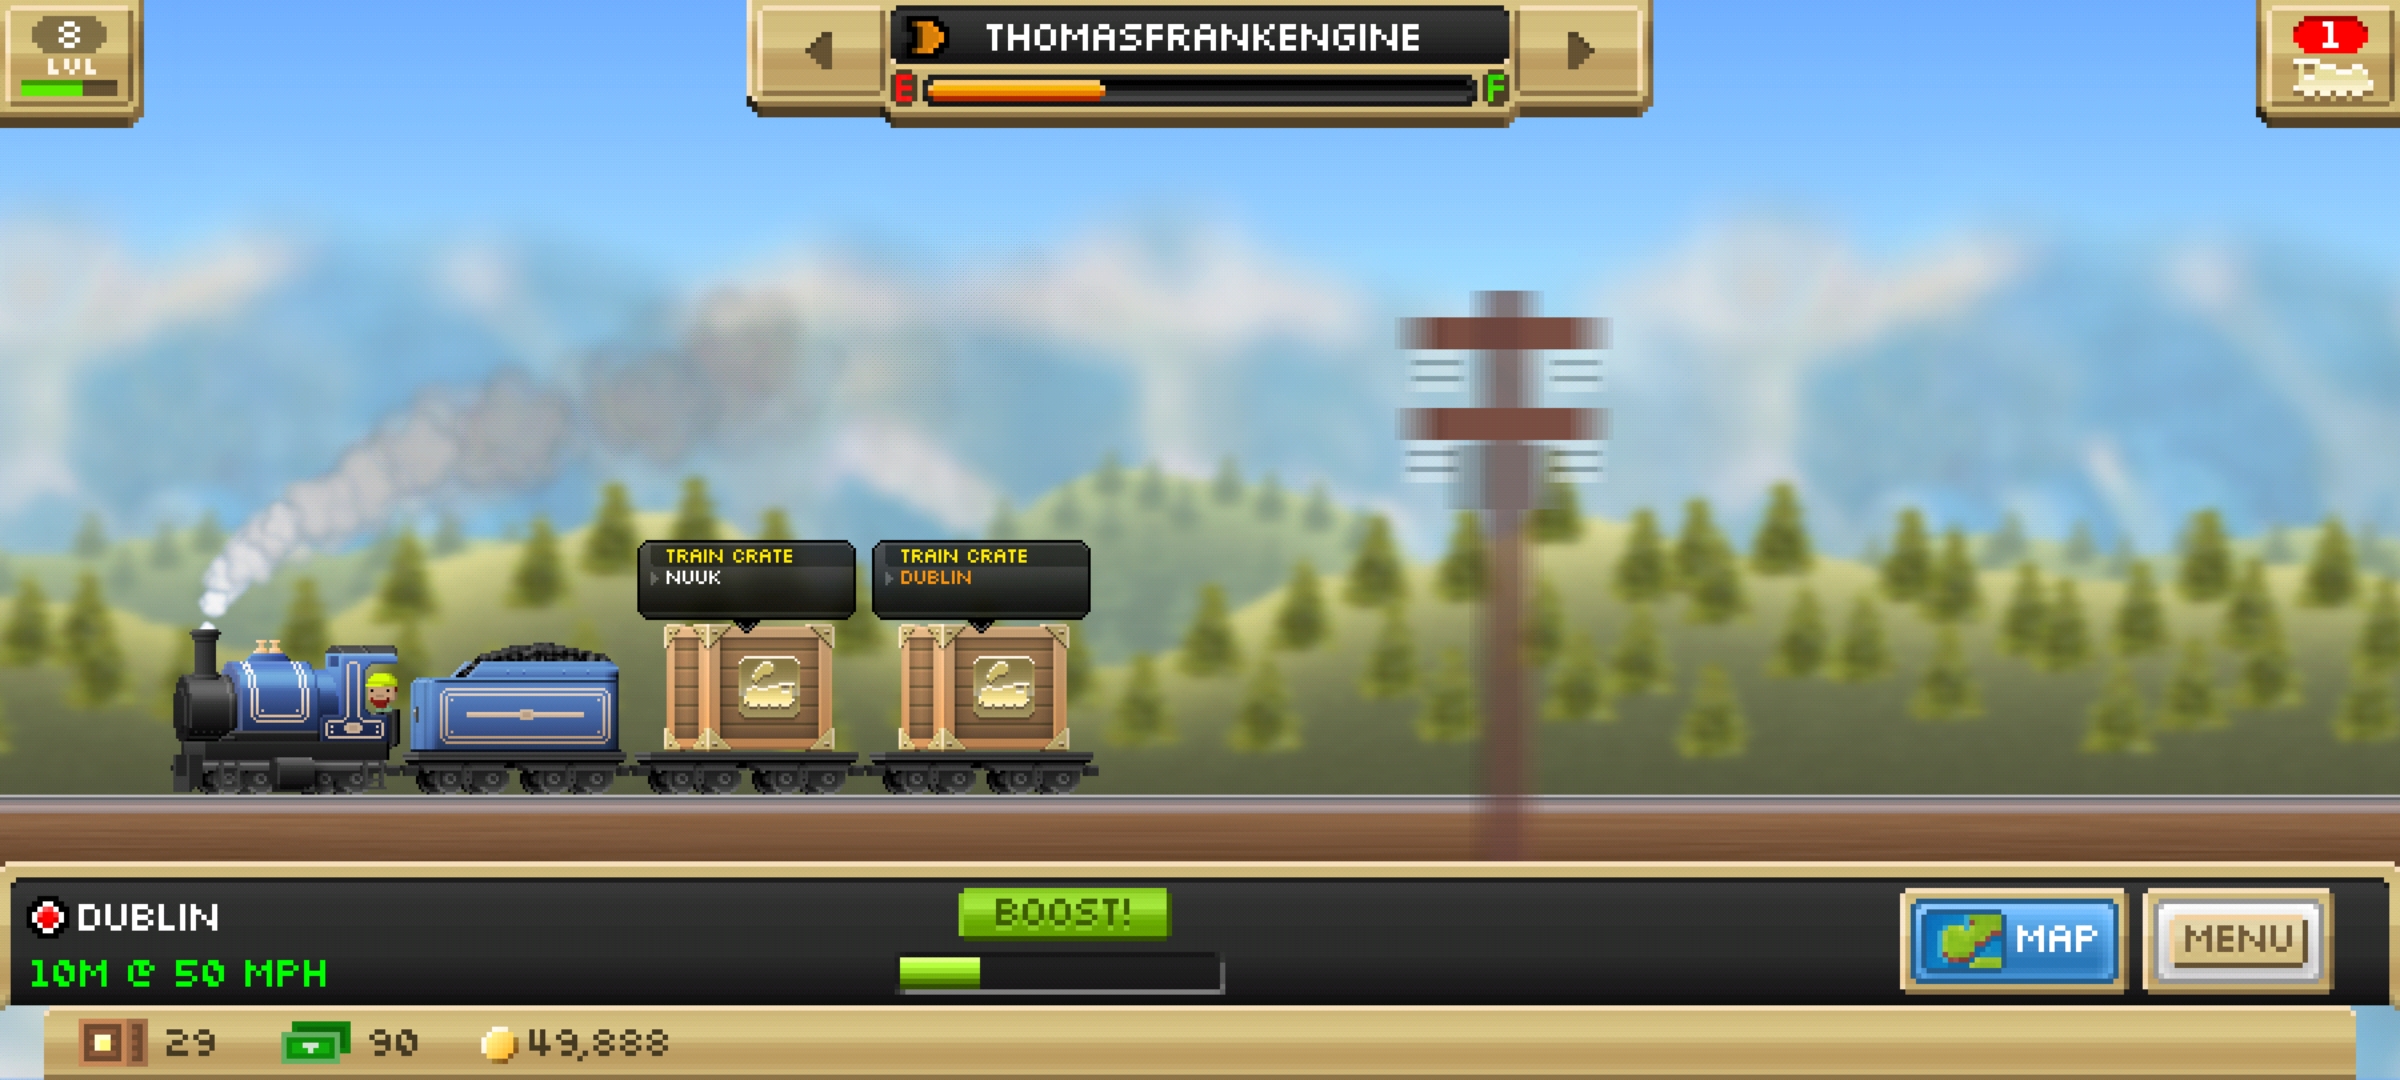 8
LVL
THOMASFRANKENGINE
E F
1
TRAIN CRATE
NUUK
TRAIN CRATE
DUBLIN
DUBLIN
10M @ 50 MPH
BOOST!
MAP
MENU
29
90
49,888